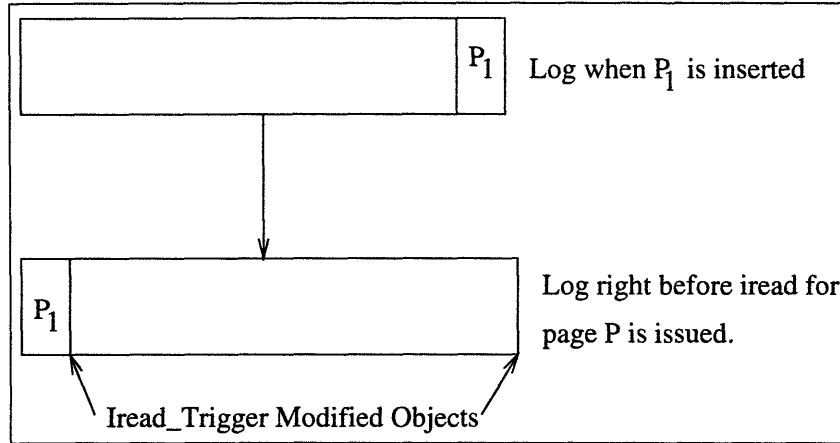 P1
Log when P1 is inserted
P1
Log right before iread for
page P is issued.
Iread_Trigger Modified Objects